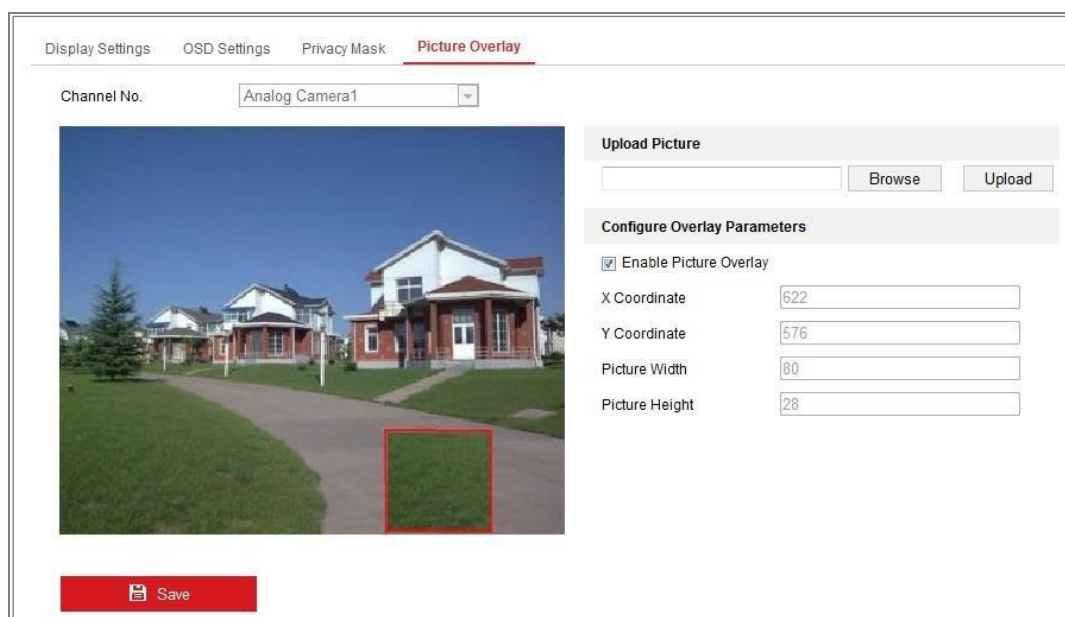 Display Settings OSD Settings Privacy Mask Picture Overlay
Channel No. Analog Camera1
Upload Picture
Browse Upload
Configure Overlay Parameters
Enable Picture Overlay
X Coordinate 622
Y Coordinate 576
Picture Width 80
Picture Height 28
Save